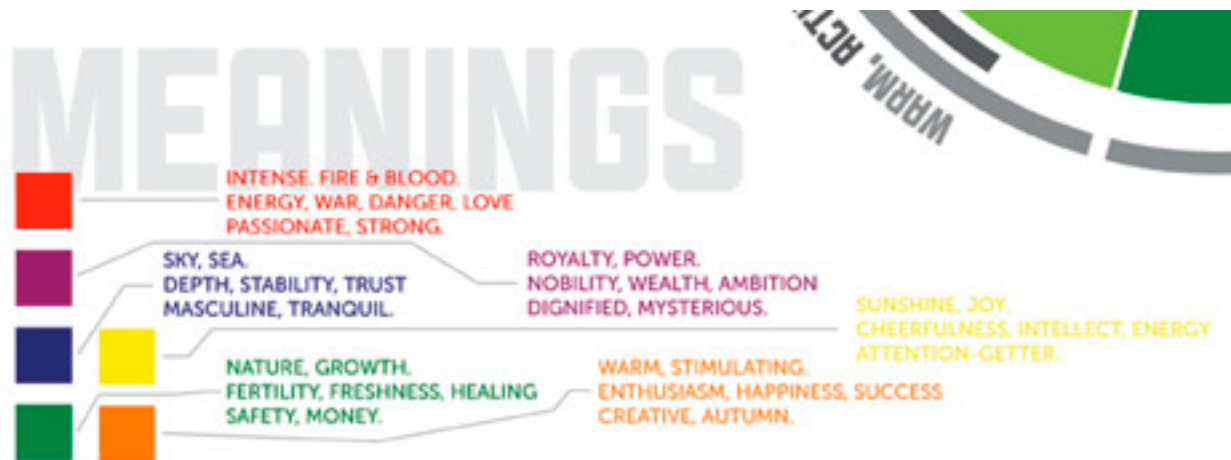 MEANINGS
WARM, ACTI
INTENSE. FIRE & BLOOD.
ENERGY, WAR, DANGER, LOVE
PASSIONATE, STRONG.
SKY, SEA.
DEPTH, STABILITY, TRUST
MASCULINE, TRANQUIL.
ROYALTY, POWER.
NOBILITY, WEALTH, AMBITION
DIGNIFIED, MYSTERIOUS.
SUNSHINE, JOY.
CHEERFULNESS, INTELLECT, ENERGY
ATTENTION-GETTER.
NATURE, GROWTH.
FERTILITY, FRESHNESS, HEALING
SAFETY, MONEY.
WARM, STIMULATING.
ENTHUSIASM, HAPPINESS, SUCCESS
CREATIVE, AUTUMN.